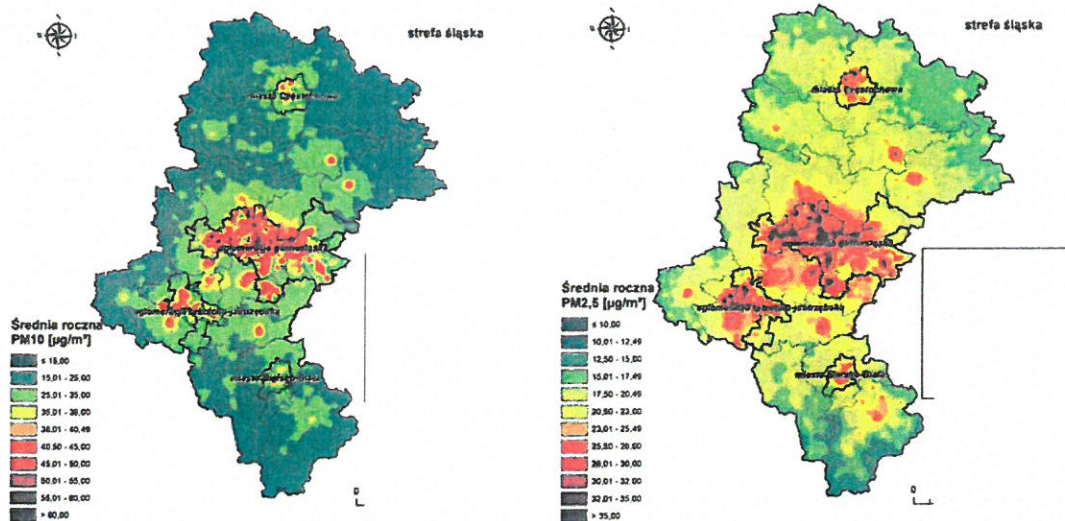 strefa śląska
miasto Częstochowa
aglomeracja górnośląska
aglomeracja rybnicko-jastrzębska
miasto Bielsko-Biała
Średnia roczna
PM10 [µg/m³]
≤ 15,00
15,01 - 25,00
25,01 - 35,00
35,01 - 38,00
38,01 - 40,49
40,50 - 45,00
45,01 - 50,00
50,01 - 55,00
55,01 - 60,00
> 60,00
0
strefa śląska
miasto Częstochowa
aglomeracja górnośląska
aglomeracja rybnicko-jastrzębska
miasto Bielsko-Biała
Średnia roczna
PM2,5 [µg/m³]
≤ 10,00
10,01 - 12,49
12,50 - 15,00
15,01 - 17,49
17,50 - 20,49
20,50 - 23,00
23,01 - 25,49
25,50 - 28,00
28,01 - 30,00
30,01 - 32,00
32,01 - 35,00
> 35,00
0